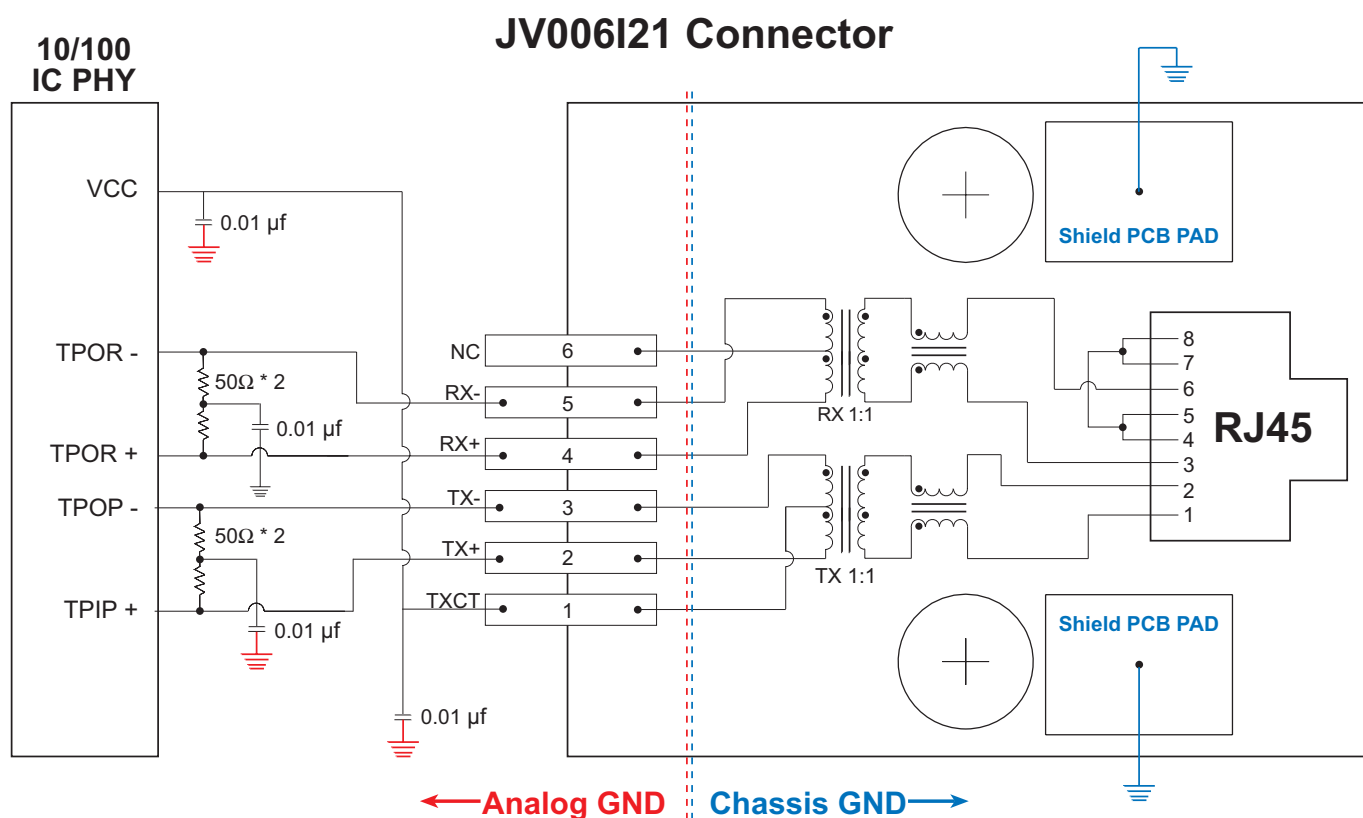 JV006I21 Connector
10/100
IC PHY
VCC
0.01 µf
Shield PCB PAD
TPOR -
50Ω * 2
0.01 µf
TPOR +
TPOP -
50Ω * 2
0.01 µf
TPIP +
0.01 µf
NC
6
RX-
5
RX+
4
TX-
3
TX+
2
TXCT
1
RX 1:1
TX 1:1
8
7
6
5
4
3
2
1
RJ45
Shield PCB PAD
Analog GND
Chassis GND